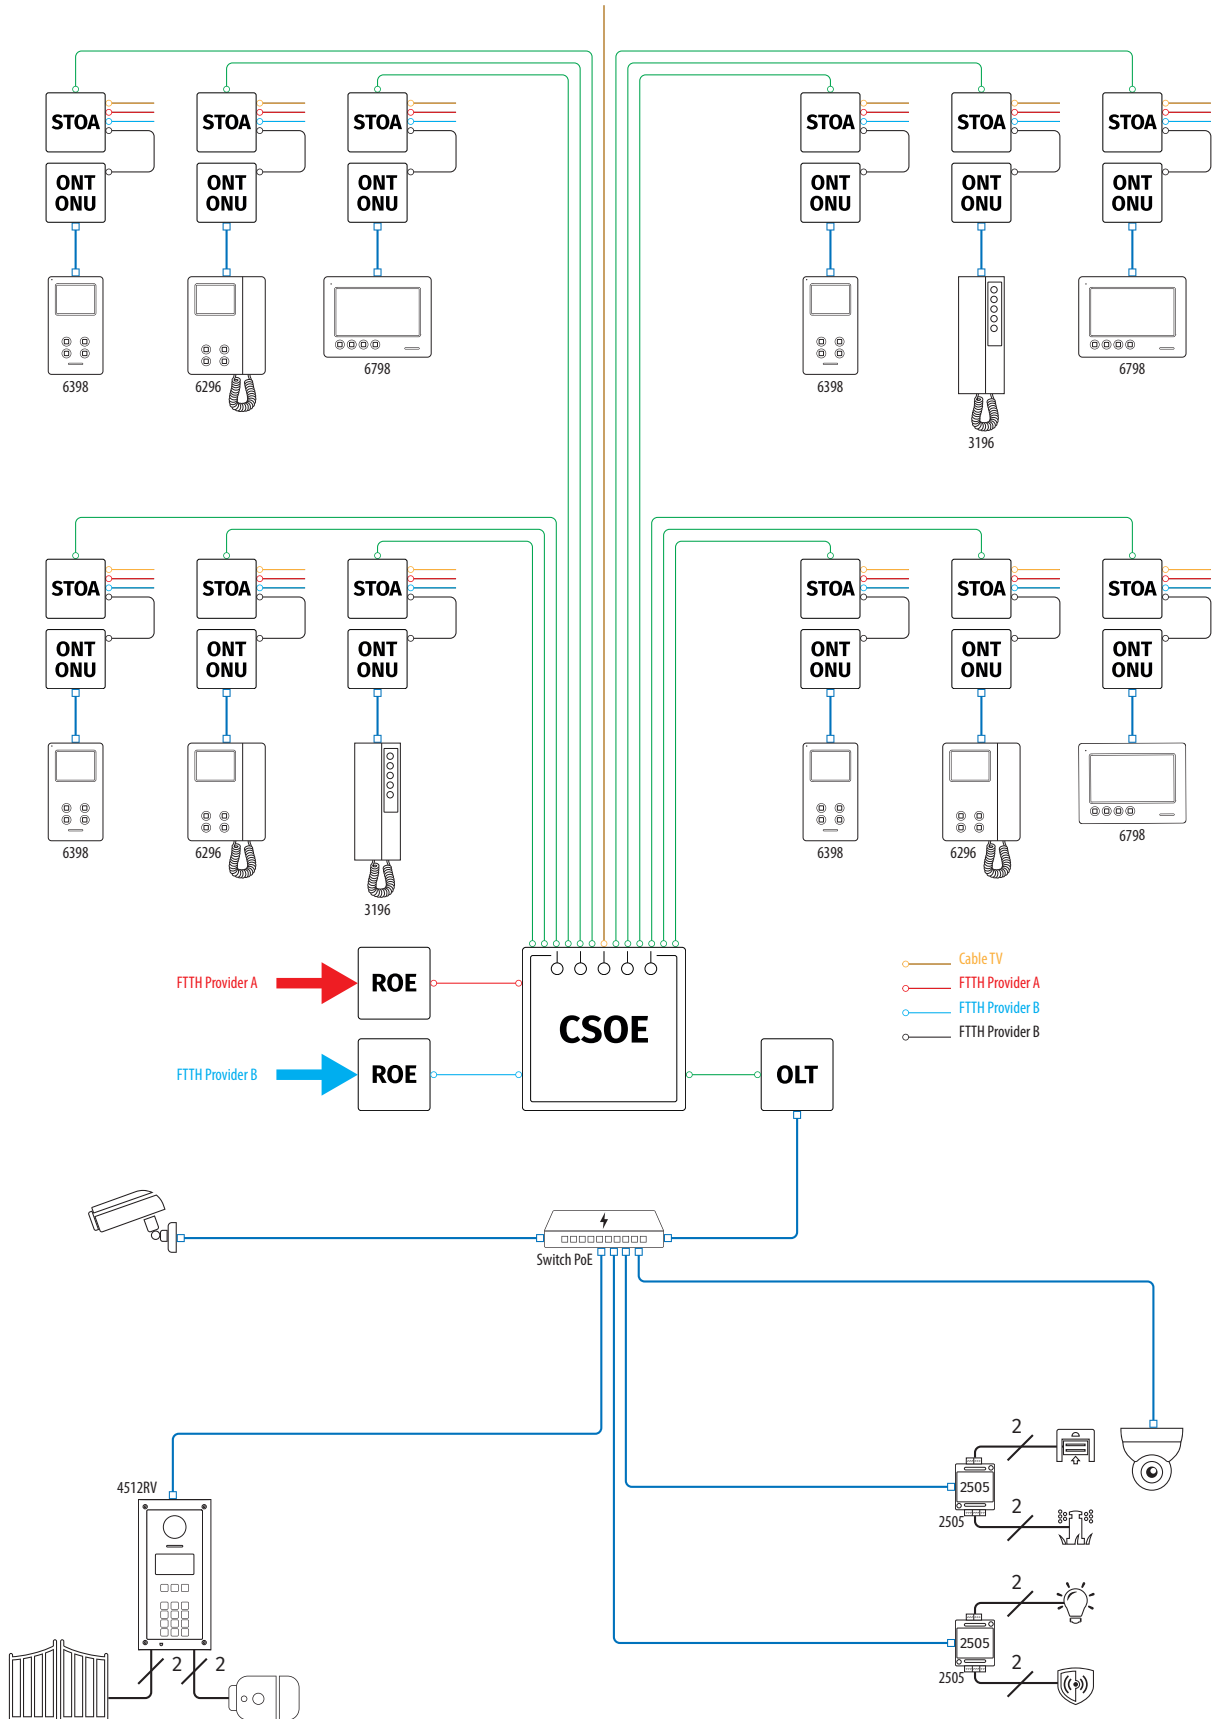 STOA STOA STOA STOA STOA STOA
ONT ONT ONT ONT ONT ONT
ONU ONU ONU ONU ONU ONU
6398 6296 6798 6398 3196 6798
STOA STOA STOA STOA STOA STOA
ONT ONT ONT ONT ONT ONT
ONU ONU ONU ONU ONU ONU
6398 6296 3196 6398 6296 6798
FTTH Provider A
ROE
CSOE
FTTH Provider B
ROE
OLT
Cable TV
FTTH Provider A
FTTH Provider B
FTTH Provider B
Switch PoE
4512RV
2 2
2
2505
2505
2
2
2505
2505
2